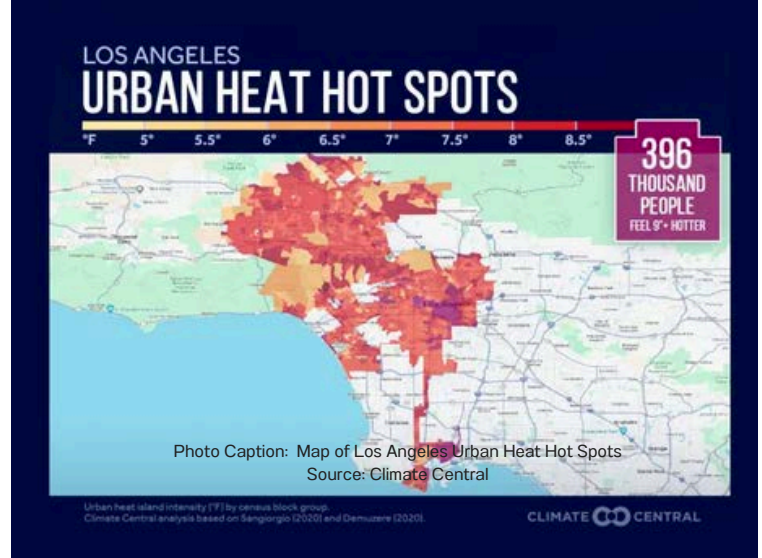 LOS ANGELES
URBAN HEAT HOT SPOTS
°F 5° 5.5° 6° 6.5° 7° 7.5° 8° 8.5°
396
THOUSAND
PEOPLE
FEEL 9°+ HOTTER
Photo Caption: Map of Los Angeles Urban Heat Hot Spots
Source: Climate Central
Urban heat island intensity (°F) by census block group.
Climate Central analysis based on Sangiorgio (2020) and Demuzere (2020).
CLIMATE CENTRAL